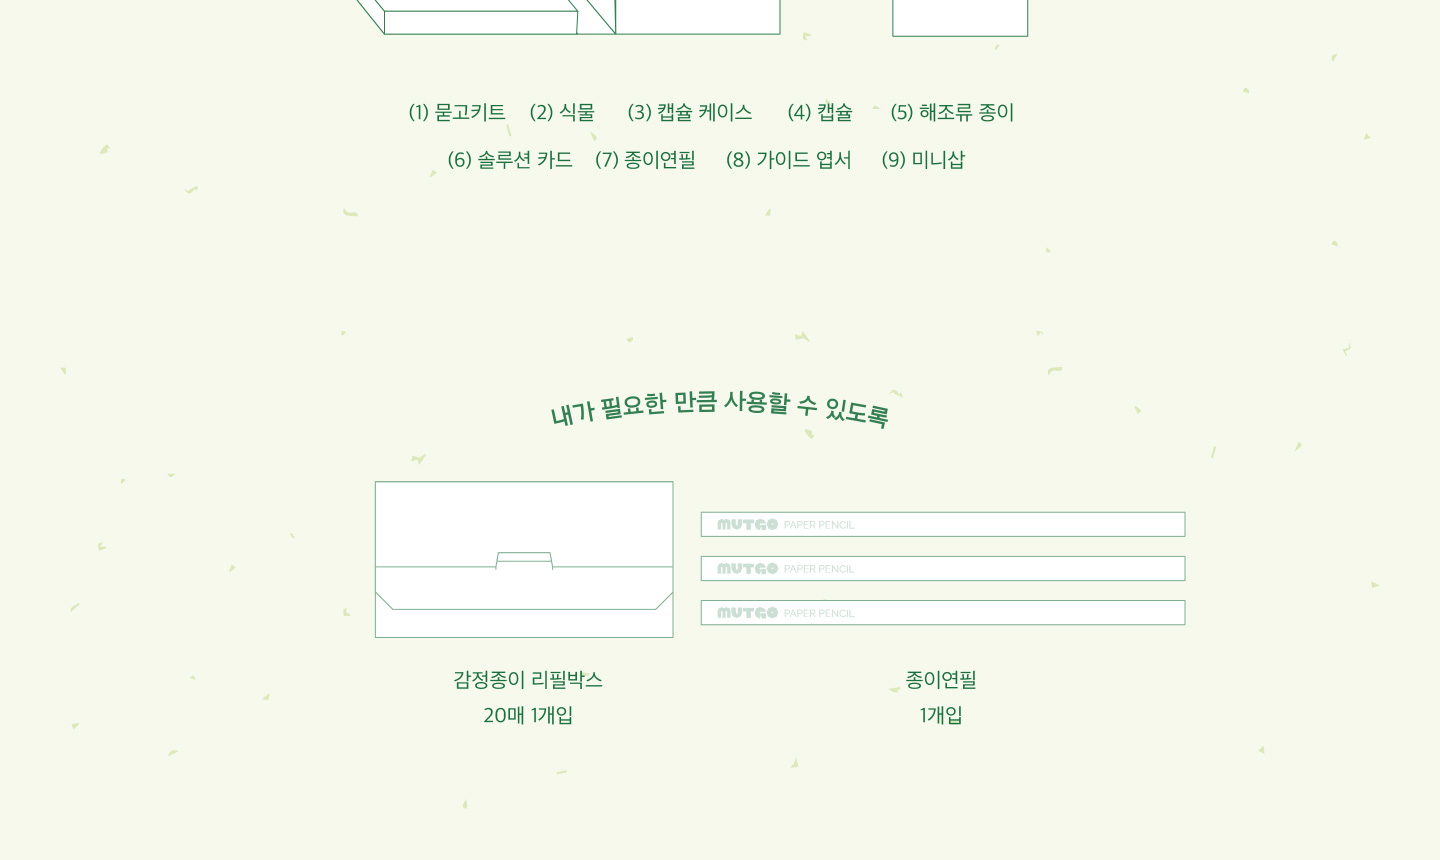 (1) 묻고키트 (2) 식물 (3) 캡슐 케이스 (4) 캡슐 (5) 해조류 종이
(6) 솔루션 카드 (7) 종이연필 (8) 가이드 엽서 (9) 미니삽
내가 필요한 만큼 사용할 수 있도록
MUTGO PAPER PENCIL
MUTGO PAPER PENCIL
MUTGO PAPER PENCIL
감정종이 리필박스
20매 1개입
종이연필
1개입